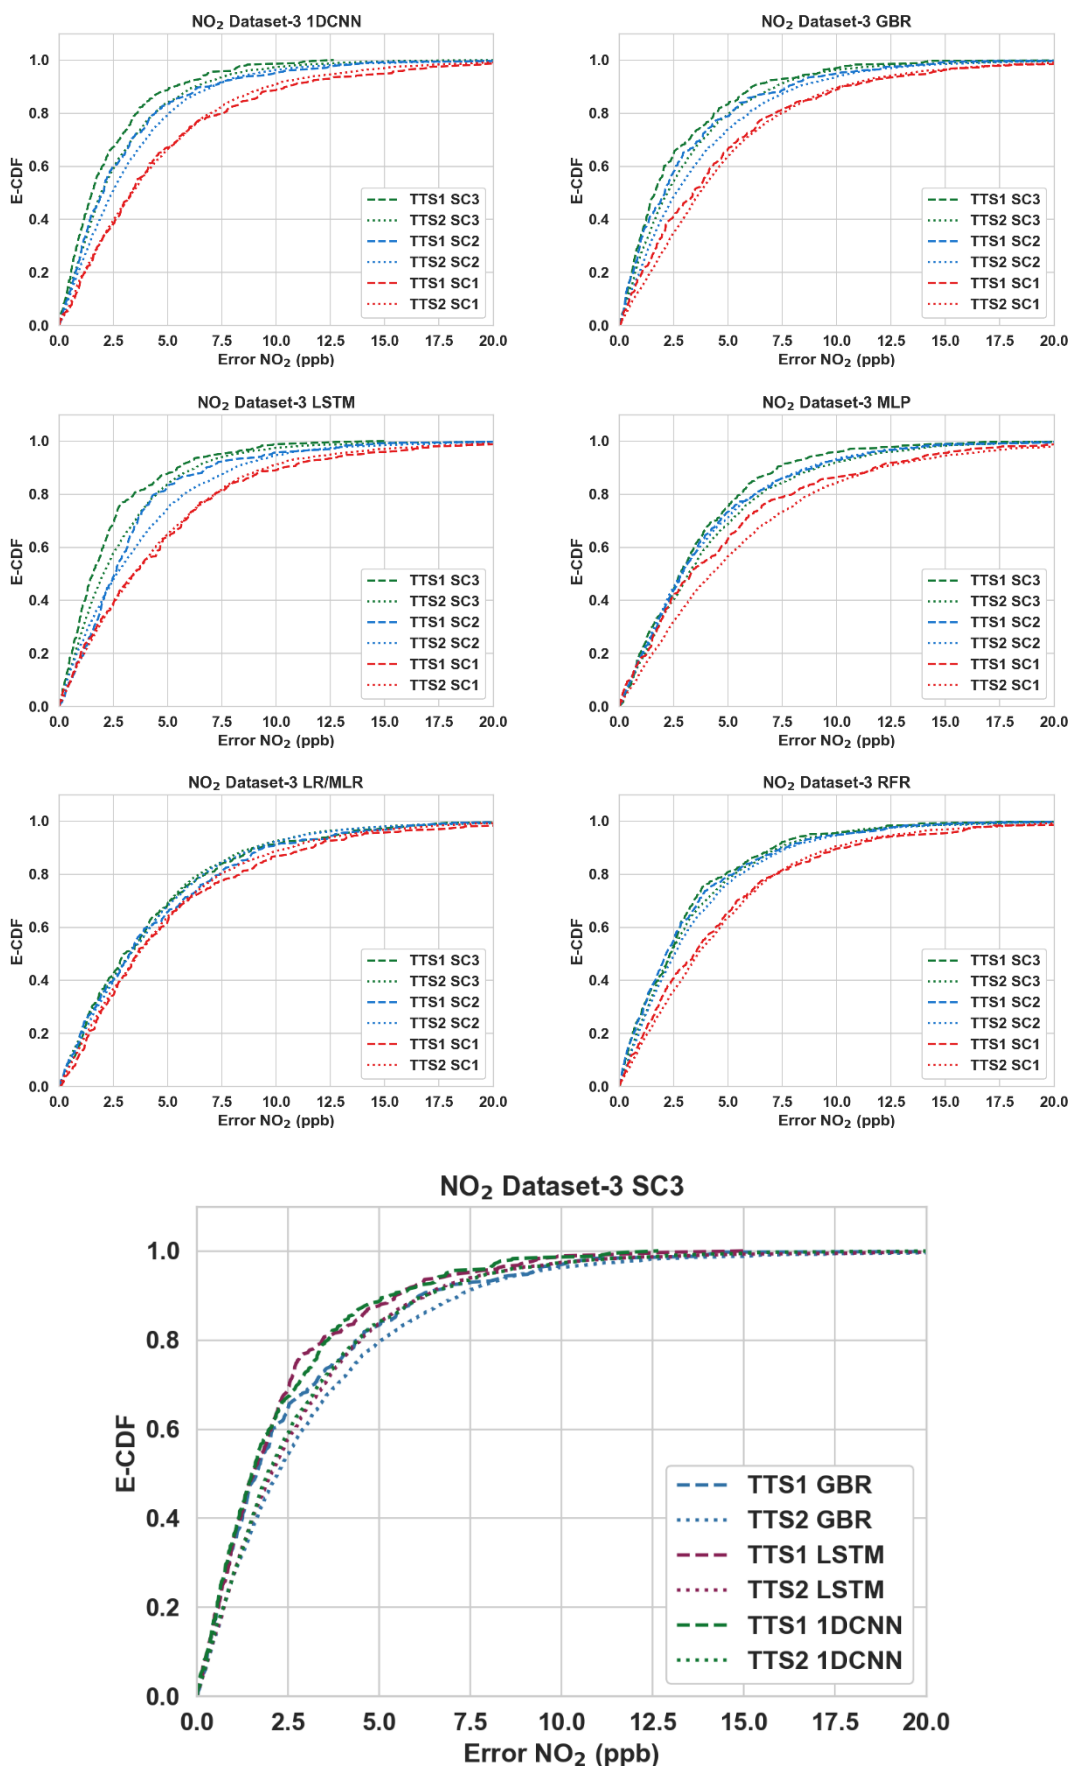 NO₂ Dataset-3 1DCNN
E-CDF
1.0
0.8
0.6
0.4
0.2
0.0
TTS1 SC3
TTS2 SC3
TTS1 SC2
TTS2 SC2
TTS1 SC1
TTS2 SC1
0.0 2.5 5.0 7.5 10.0 12.5 15.0 17.5 20.0
Error NO₂ (ppb)
NO₂ Dataset-3 GBR
E-CDF
1.0
0.8
0.6
0.4
0.2
0.0
TTS1 SC3
TTS2 SC3
TTS1 SC2
TTS2 SC2
TTS1 SC1
TTS2 SC1
0.0 2.5 5.0 7.5 10.0 12.5 15.0 17.5 20.0
Error NO₂ (ppb)
NO₂ Dataset-3 LSTM
E-CDF
1.0
0.8
0.6
0.4
0.2
0.0
TTS1 SC3
TTS2 SC3
TTS1 SC2
TTS2 SC2
TTS1 SC1
TTS2 SC1
0.0 2.5 5.0 7.5 10.0 12.5 15.0 17.5 20.0
Error NO₂ (ppb)
NO₂ Dataset-3 MLP
E-CDF
1.0
0.8
0.6
0.4
0.2
0.0
TTS1 SC3
TTS2 SC3
TTS1 SC2
TTS2 SC2
TTS1 SC1
TTS2 SC1
0.0 2.5 5.0 7.5 10.0 12.5 15.0 17.5 20.0
Error NO₂ (ppb)
NO₂ Dataset-3 LR/MLR
E-CDF
1.0
0.8
0.6
0.4
0.2
0.0
TTS1 SC3
TTS2 SC3
TTS1 SC2
TTS2 SC2
TTS1 SC1
TTS2 SC1
0.0 2.5 5.0 7.5 10.0 12.5 15.0 17.5 20.0
Error NO₂ (ppb)
NO₂ Dataset-3 RFR
E-CDF
1.0
0.8
0.6
0.4
0.2
0.0
TTS1 SC3
TTS2 SC3
TTS1 SC2
TTS2 SC2
TTS1 SC1
TTS2 SC1
0.0 2.5 5.0 7.5 10.0 12.5 15.0 17.5 20.0
Error NO₂ (ppb)
NO₂ Dataset-3 SC3
E-CDF
1.0
0.8
0.6
0.4
0.2
0.0
TTS1 GBR
TTS2 GBR
TTS1 LSTM
TTS2 LSTM
TTS1 1DCNN
TTS2 1DCNN
0.0 2.5 5.0 7.5 10.0 12.5 15.0 17.5 20.0
Error NO₂ (ppb)